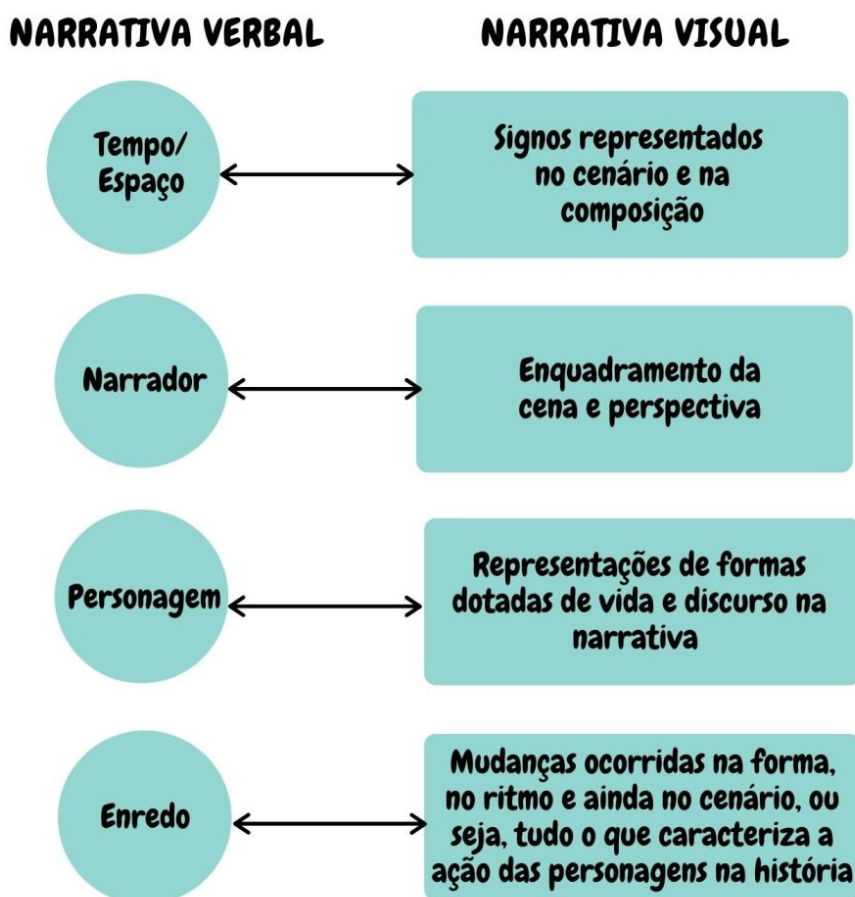 NARRATIVA VERBAL
NARRATIVA VISUAL
Tempo/
Espaço
Signos representados
no cenário e na
composição
Narrador
Enquadramento da
cena e perspectiva
Personagem
Representações de formas
dotadas de vida e discurso na
narrativa
Enredo
Mudanças ocorridas na forma,
no ritmo e ainda no cenário, ou
seja, tudo o que caracteriza a
ação das personagens na história